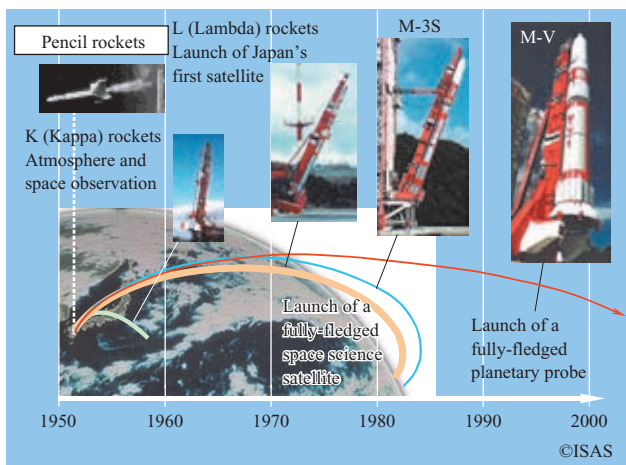 Pencil rockets
L (Lambda) rockets
Launch of Japan's
first satellite
M-3S
M-V
K (Kappa) rockets
Atmosphere and
space observation
Launch of a
fully-fledged
space science
satellite
Launch of a
fully-fledged
planetary probe
1950
1960
1970
1980
1990
2000
©ISAS